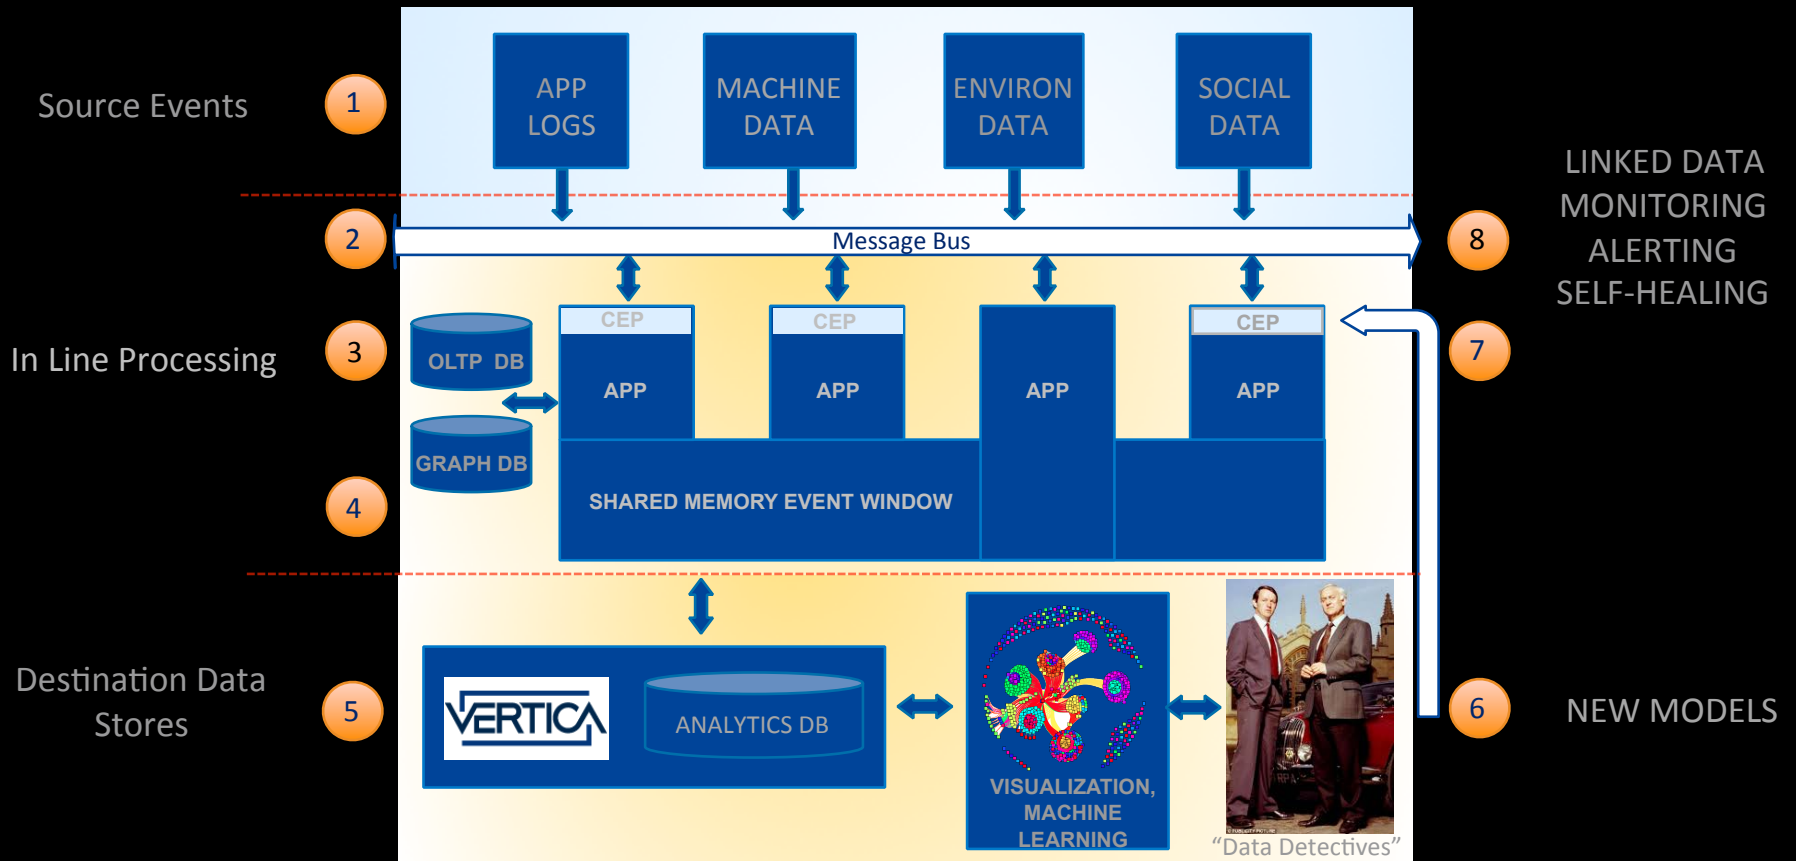 Source Events
1
APP
LOGS
MACHINE
DATA
ENVIRON
DATA
SOCIAL
DATA
2
Message Bus
8
LINKED DATA
MONITORING
ALERTING
SELF-HEALING
In Line Processing
3
OLTP DB
GRAPH DB
CEP
APP
CEP
APP
APP
CEP
APP
7
4
SHARED MEMORY EVENT WINDOW
Destination Data
Stores
5
VERTICA
ANALYTICS DB
VISUALIZATION,
MACHINE
LEARNING
"Data Detectives"
6
NEW MODELS